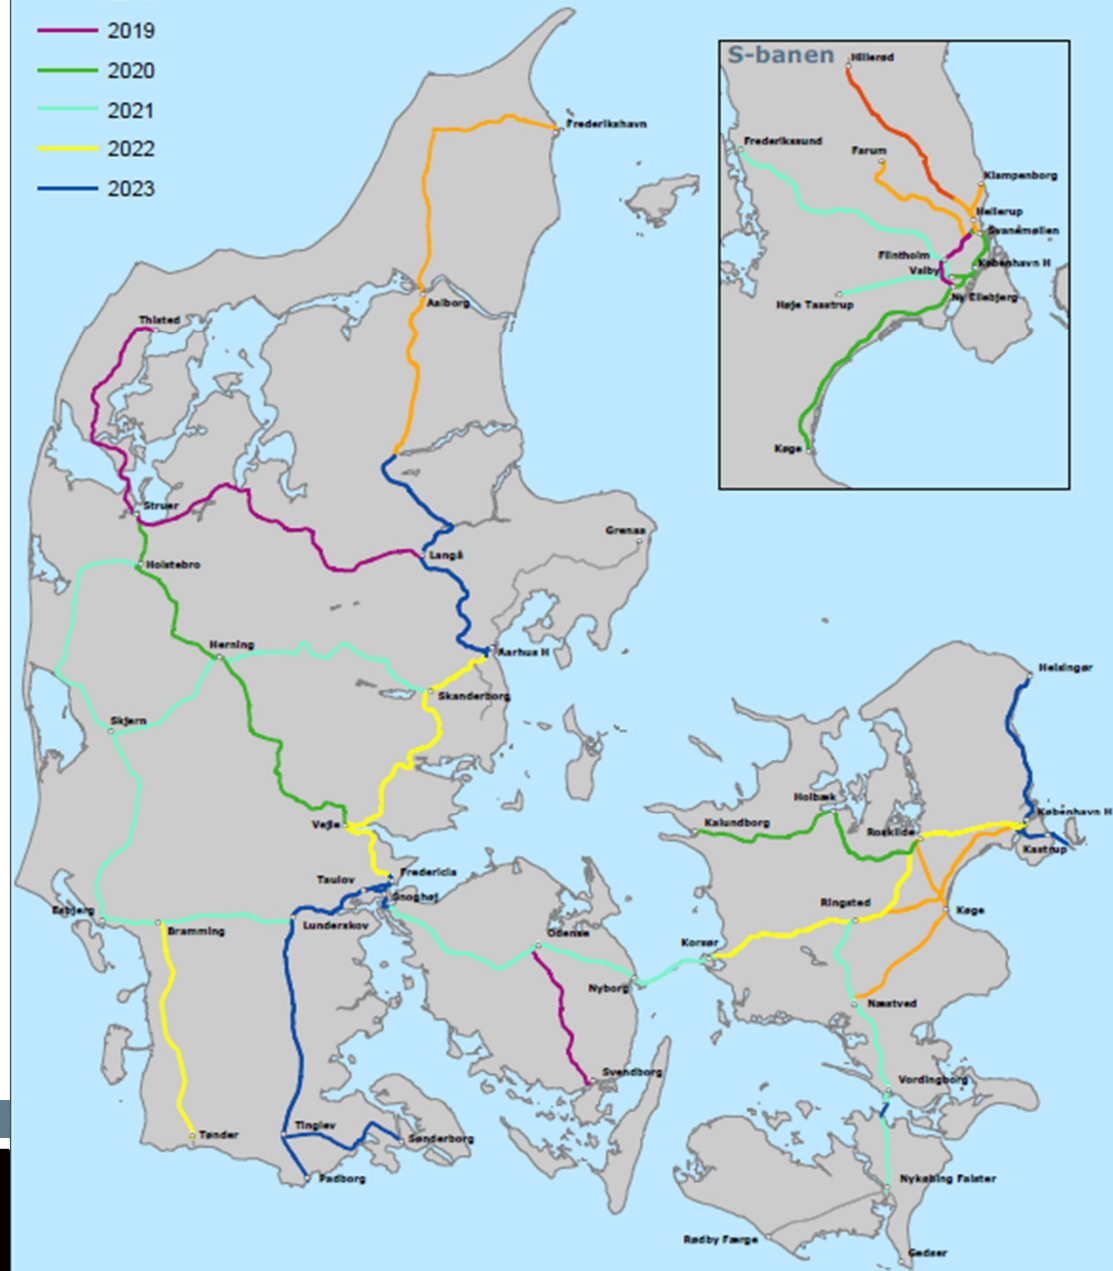 2019
2020
2021
2022
2023
S-banen
Hillerød
Frederikssund
Farum
Klampenborg
Hellerup
Svanemøllen
Flintholm
København H
Valby
Høje Taastrup
Ny Ellebjerg
Køge
Frederikshavn
Aalborg
Thisted
Struer
Grenaa
Langå
Holstebro
Herning
Aarhus H
Skanderborg
Skjern
Helsingør
Holbæk
København H
Kalundborg
Roskilde
Kastrup
Vejle
Fredericia
Taulov
Snoghøj
Esbjerg
Bramming
Lunderskov
Odense
Korsør
Ringsted
Køge
Nyborg
Næstved
Svendborg
Vordingborg
Tønder
Tinglev
Sønderborg
Padborg
Nykøbing Falster
Rødby Færge
Gedser